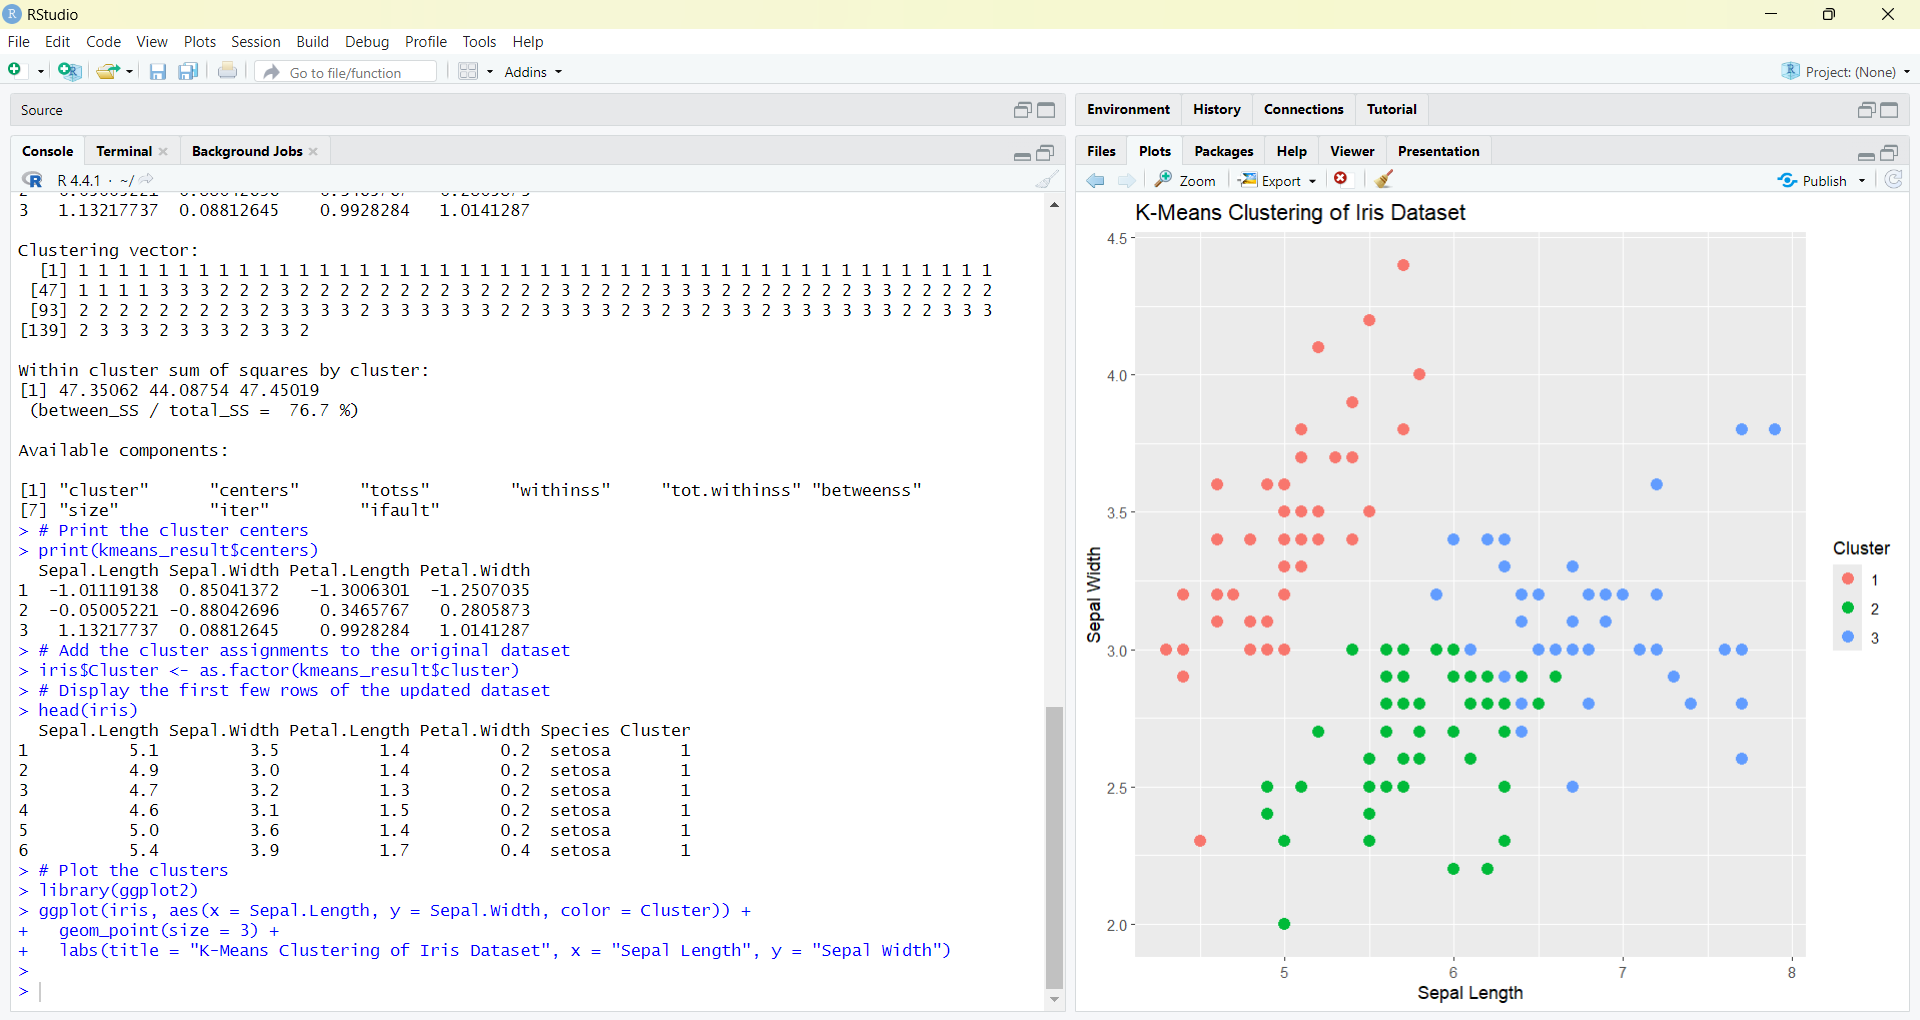 RStudio
File Edit Code View Plots Session Build Debug Profile Tools Help
Go to file/function Addins Project: (None)
Source
Environment History Connections Tutorial
Console Terminal Background Jobs
Files Plots Packages Help Viewer Presentation
R 4.4.1 · ~/
Zoom Export Publish
3 1.13217737 0.08812645 0.9928284 1.0141287
Clustering vector:
[1] 1 1 1 1 1 1 1 1 1 1 1 1 1 1 1 1 1 1 1 1 1 1 1 1 1 1 1 1 1 1 1 1 1 1 1 1 1 1 1 1 1 1 1 1 1 1
[47] 1 1 1 1 3 3 3 2 2 2 3 2 2 2 2 2 2 2 2 3 2 2 2 2 3 2 2 2 2 3 3 3 2 2 2 2 2 2 2 3 3 2 2 2 2 2
[93] 2 2 2 2 2 2 2 2 3 2 3 3 3 3 2 3 3 3 3 3 3 2 2 3 3 3 3 2 3 2 3 2 3 3 2 3 3 3 3 3 3 2 2 3 3 3
[139] 2 3 3 3 2 3 3 3 2 3 3 2
Within cluster sum of squares by cluster:
[1] 47.35062 44.08754 47.45019
(between_SS / total_SS = 76.7 %)
Available components:
[1] "cluster" "centers" "totss" "withinss" "tot.withinss" "betweenss"
[7] "size" "iter" "ifault"
> # Print the cluster centers
> print(kmeans_result$centers)
Sepal.Length Sepal.Width Petal.Length Petal.Width
1 -1.01119138 0.85041372 -1.3006301 -1.2507035
2 -0.05005221 -0.88042696 0.3465767 0.2805873
3 1.13217737 0.08812645 0.9928284 1.0141287
> # Add the cluster assignments to the original dataset
> iris$Cluster <- as.factor(kmeans_result$cluster)
> # Display the first few rows of the updated dataset
> head(iris)
Sepal.Length Sepal.Width Petal.Length Petal.Width Species Cluster
1 5.1 3.5 1.4 0.2 setosa 1
2 4.9 3.0 1.4 0.2 setosa 1
3 4.7 3.2 1.3 0.2 setosa 1
4 4.6 3.1 1.5 0.2 setosa 1
5 5.0 3.6 1.4 0.2 setosa 1
6 5.4 3.9 1.7 0.4 setosa 1
> # Plot the clusters
> library(ggplot2)
> ggplot(iris, aes(x = Sepal.Length, y = Sepal.Width, color = Cluster)) +
+ geom_point(size = 3) +
+ labs(title = "K-Means Clustering of Iris Dataset", x = "Sepal Length", y = "Sepal Width")
>
>
K-Means Clustering of Iris Dataset
4.5
4.0
3.5
3.0
2.5
2.0
Sepal Width
5 6 7 8
Sepal Length
Cluster
1
2
3